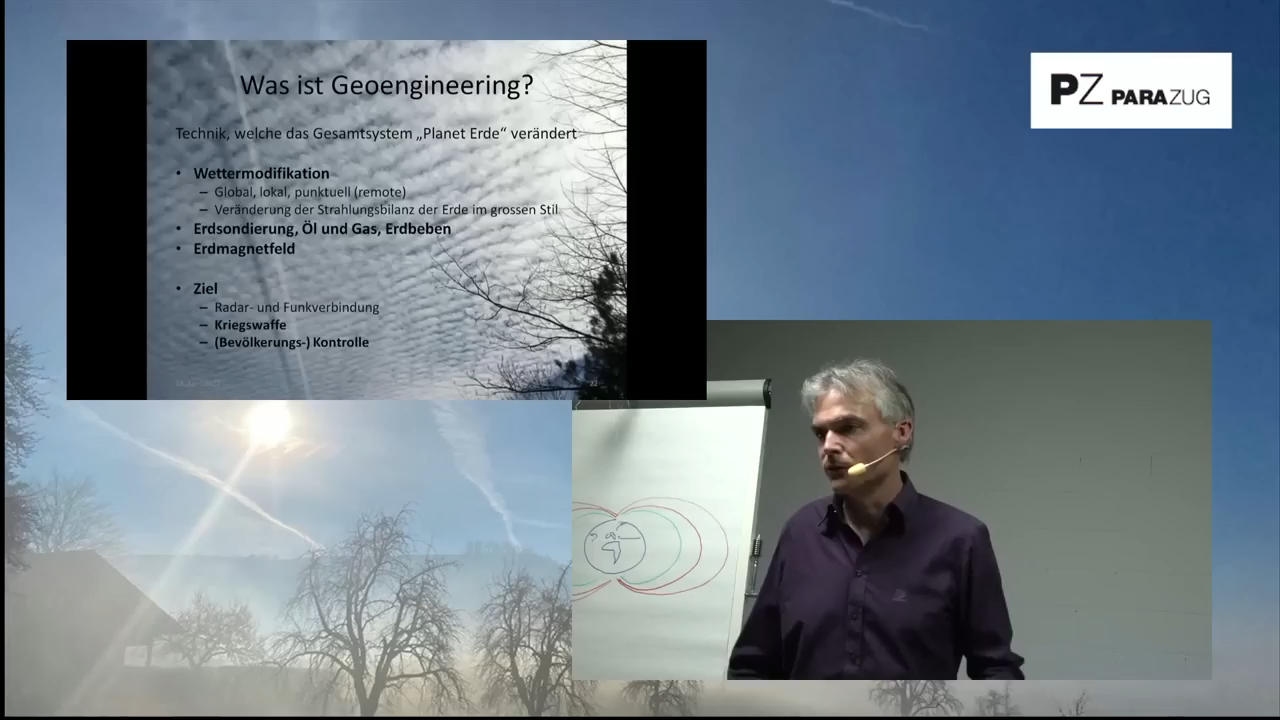 Was ist Geoengineering?
Technik, welche das Gesamtsystem „Planet Erde“ verändert
• Wettermodifikation
– Global, lokal, punktuell (remote)
– Veränderung der Strahlungsbilanz der Erde im grossen Stil
• Erdsondierung, Öl und Gas, Erdbeben
• Erdmagnetfeld
• Ziel
– Radar- und Funkverbindung
– Kriegswaffe
– (Bevölkerungs-) Kontrolle
22
PZ PARAZUG